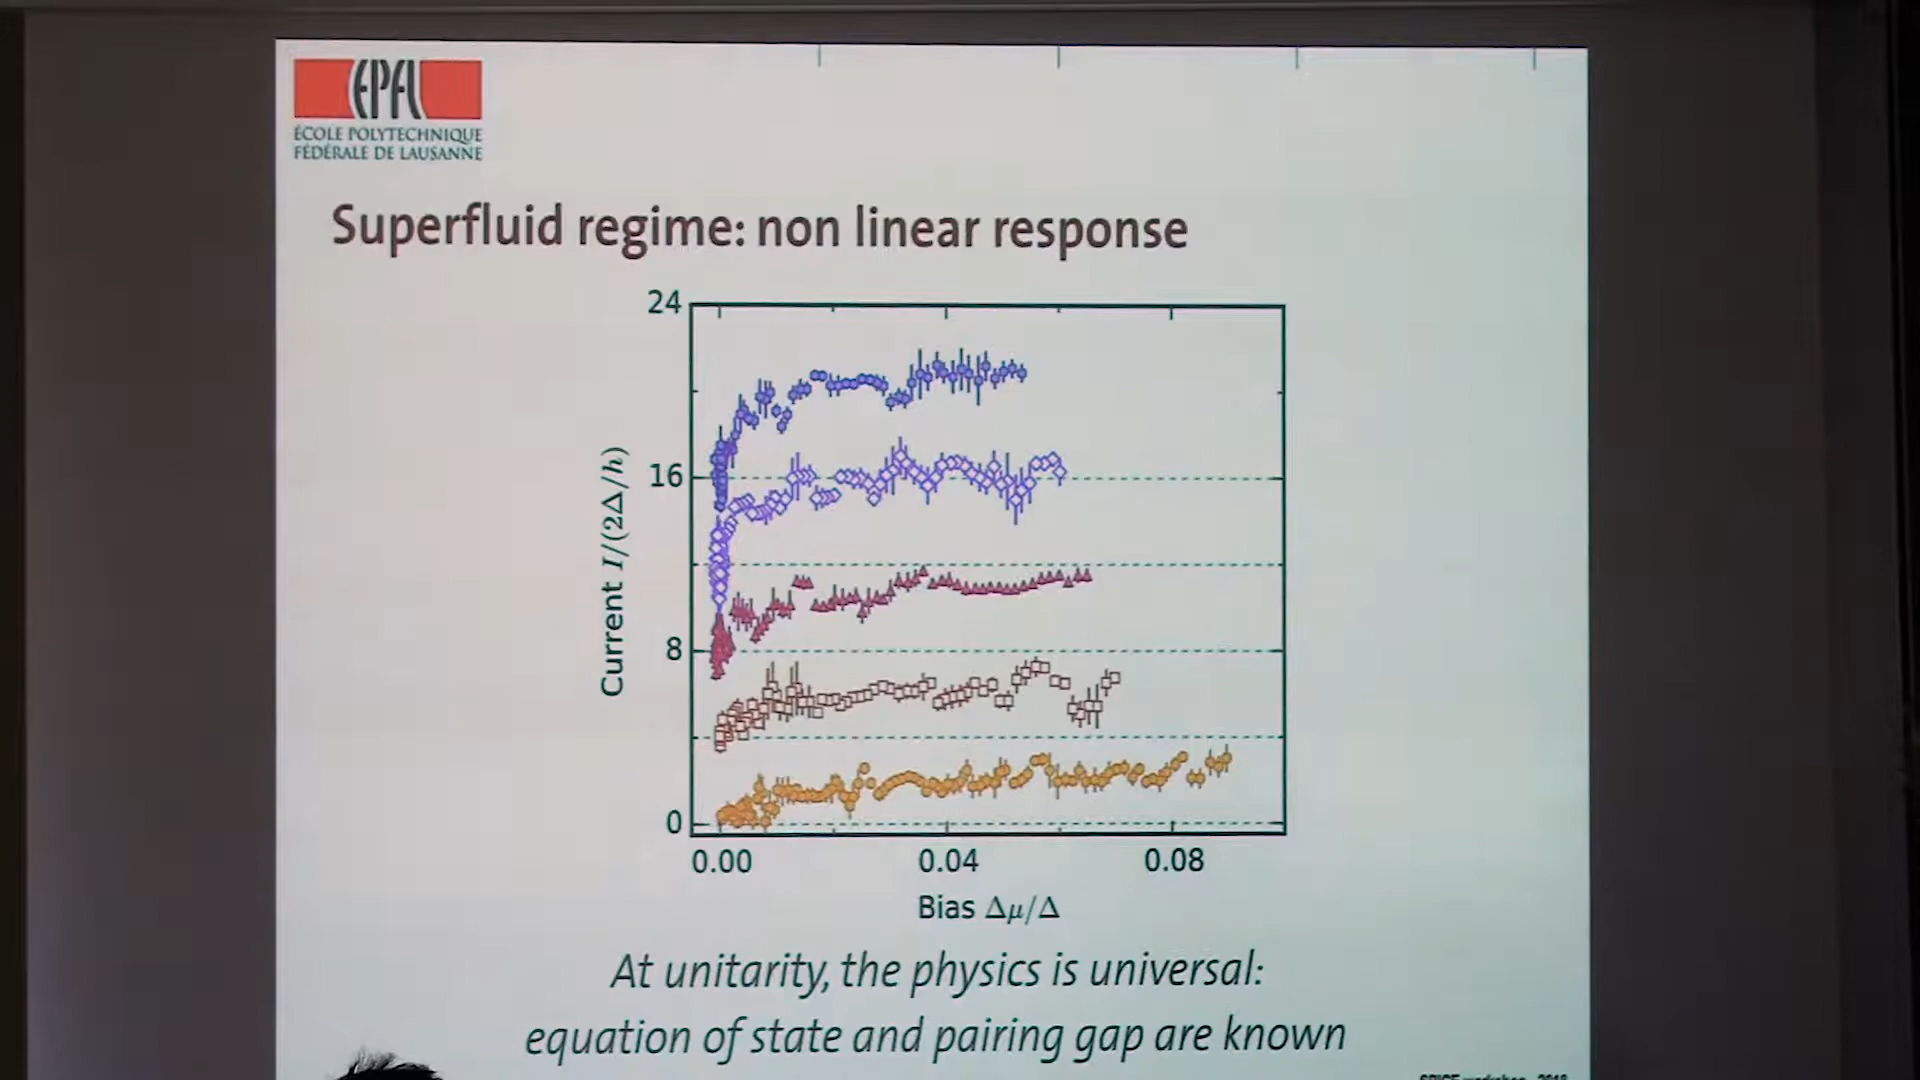 EPFL
ÉCOLE POLYTECHNIQUE
FÉDÉRALE DE LAUSANNE
Superfluid regime: non linear response
24
16
8
0
Current I/(2Δ/h)
0.00 0.04 0.08
Bias Δμ/Δ
At unitarity, the physics is universal:
equation of state and pairing gap are known